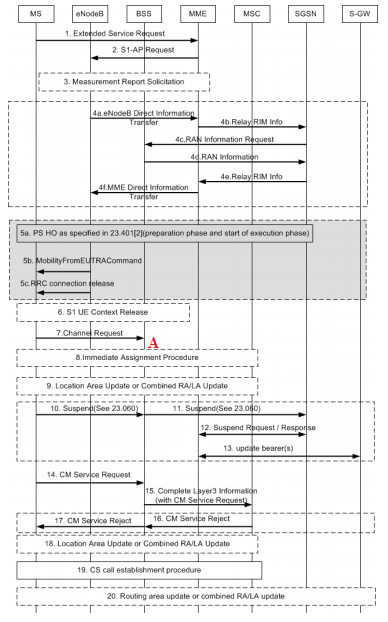 MS eNodeB BSS MME MSC SGSN S-GW
1. Extended Service Request
2. S1-AP Request
3. Measurement Report Solicitation
4a.eNodeB Direct Information
Transfer
4b.Relay RIM Info
4c.RAN Information Request
4d.RAN Information
4e.Relay RIM Info
4f.MME Direct Information
Transfer
5a. PS HO as specified in 23.401[2](preparation phase and start of execution phase)
5b. MobilityFromEUTRACommand
5c.RRC connection release
6. S1 UE Context Release
7.Channel Request
A
8.Immediate Assignment Procedure
9. Location Area Update or Combined RA/LA Update
10. Suspend(See 23.060) 11. Suspend(See 23.060)
12. Suspend Request / Response
13. update bearer(s)
14. CM Service Request
15. Complete Layer3 Information
(with CM Service Request)
17. CM Service Reject 16. CM Service Reject
18. Location Area Update or Combined RA/LA Update
19. CS call establishment procedure
20. Routing area update or combined RA/LA update